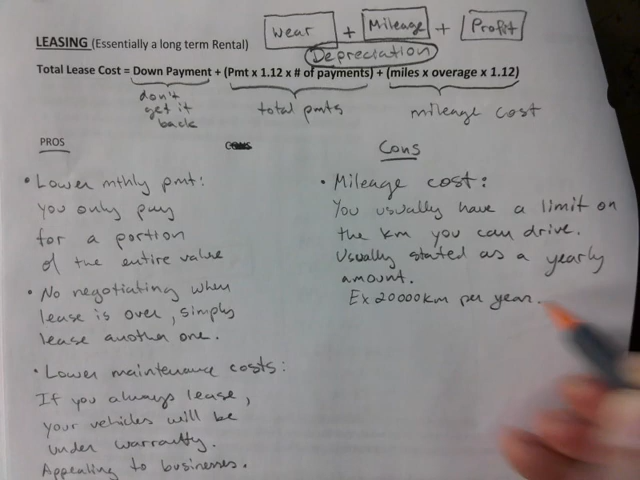 Wear + Mileage + Profit
LEASING (Essentially a long term Rental)
Depreciation
Total Lease Cost = Down Payment + (Pmt x 1.12 x # of payments) + (miles x overage x 1.12)
don't
get it
back
total pmts
mileage cost
PROS
CONS
Cons
• Lower mthly pmt:
You only pay
for a portion
of the entire value
• No negotiating when
lease is over, simply
lease another one.
• Lower maintenance costs:
If you always lease,
your vehicles will be
under warratty.
Appealing to businesses.
• Mileage cost:
You usually have a limit on
the km you can drive.
Usually stated as a yearly
amount.
Ex 20000km per year.